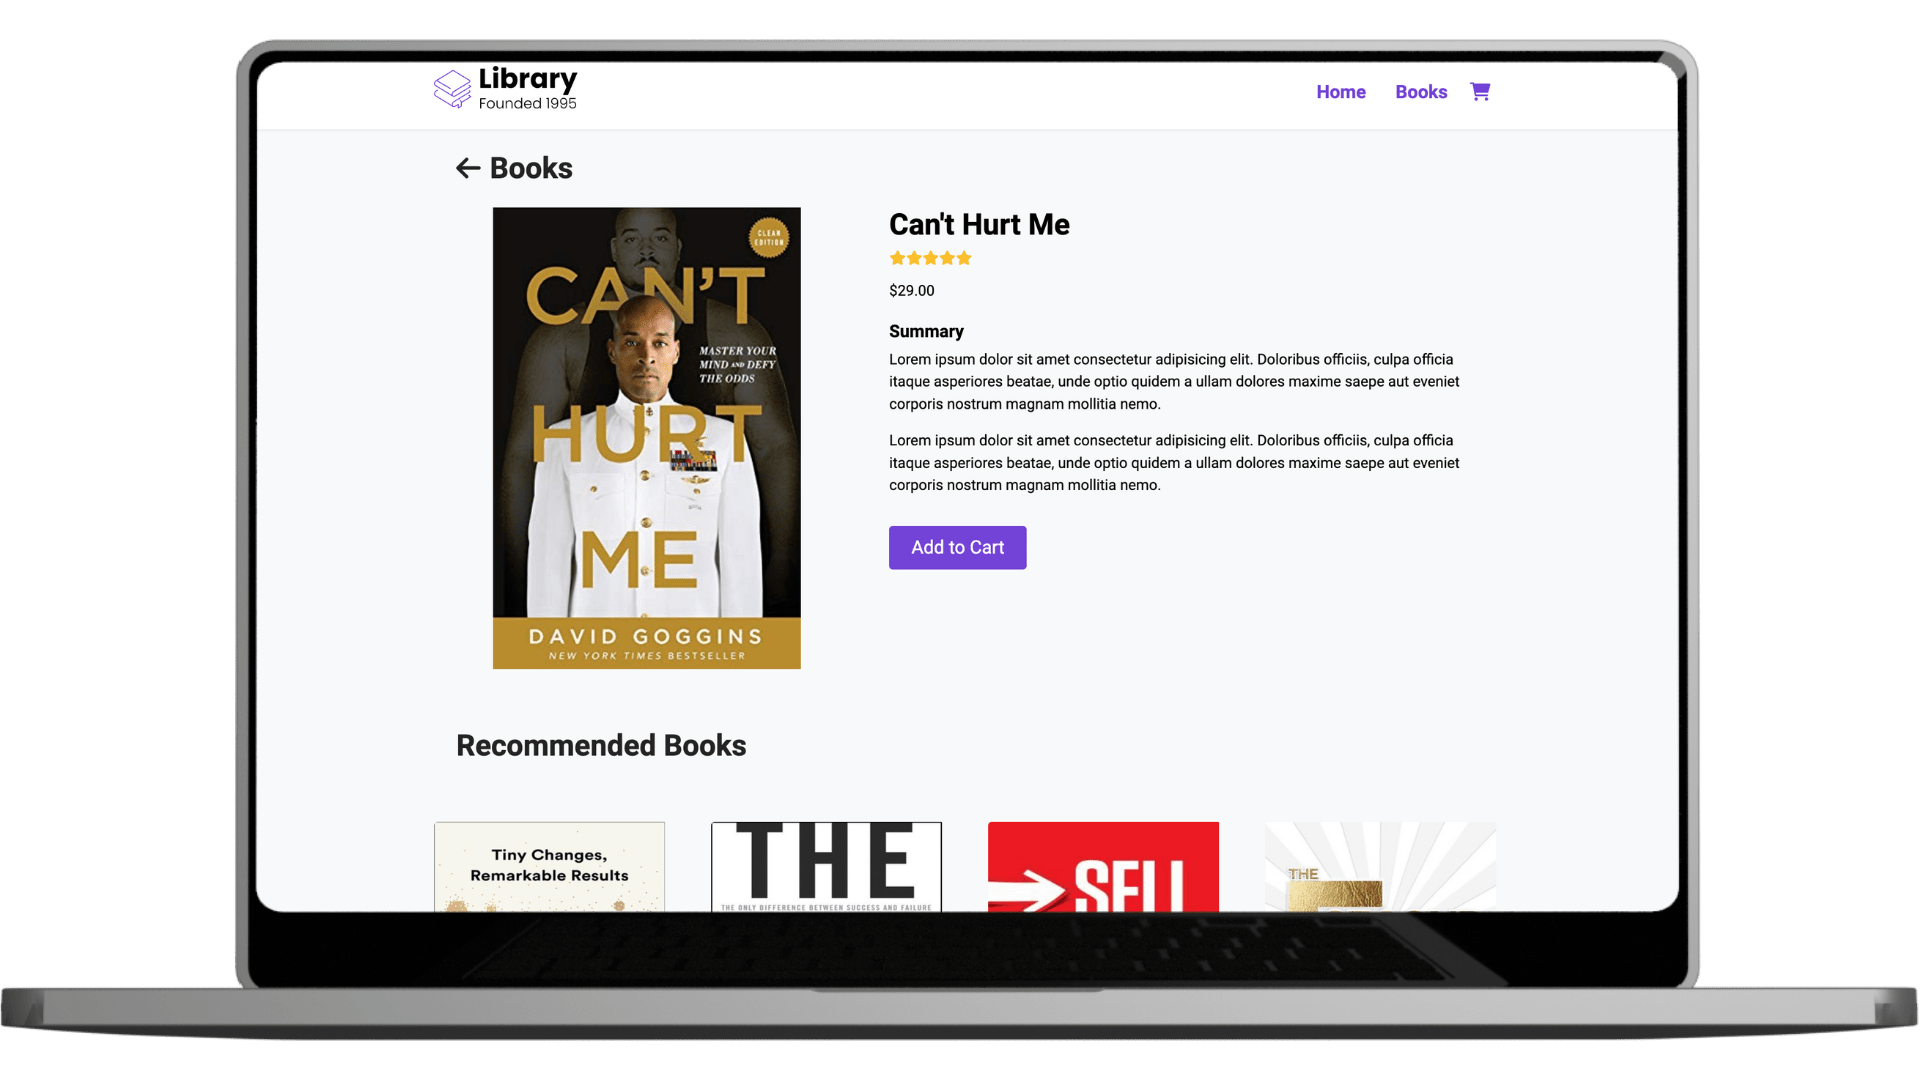 Library
Founded 1995
Home
Books
Books
CLEAN
EDITION
CAN'T
MASTER YOUR
MIND AND DEFY
THE ODDS
HURT
ME
DAVID GOGGINS
NEW YORK TIMES BESTSELLER
Can't Hurt Me
$29.00
Summary
Lorem ipsum dolor sit amet consectetur adipisicing elit. Doloribus officiis, culpa officia
itaque asperiores beatae, unde optio quidem a ullam dolores maxime saepe aut eveniet
corporis nostrum magnam mollitia nemo.
Lorem ipsum dolor sit amet consectetur adipisicing elit. Doloribus officiis, culpa officia
itaque asperiores beatae, unde optio quidem a ullam dolores maxime saepe aut eveniet
corporis nostrum magnam mollitia nemo.
Add to Cart
Recommended Books
Tiny Changes,
Remarkable Results
THE
THE ONLY DIFFERENCE BETWEEN SUCCESS AND FAILURE
SELL
THE